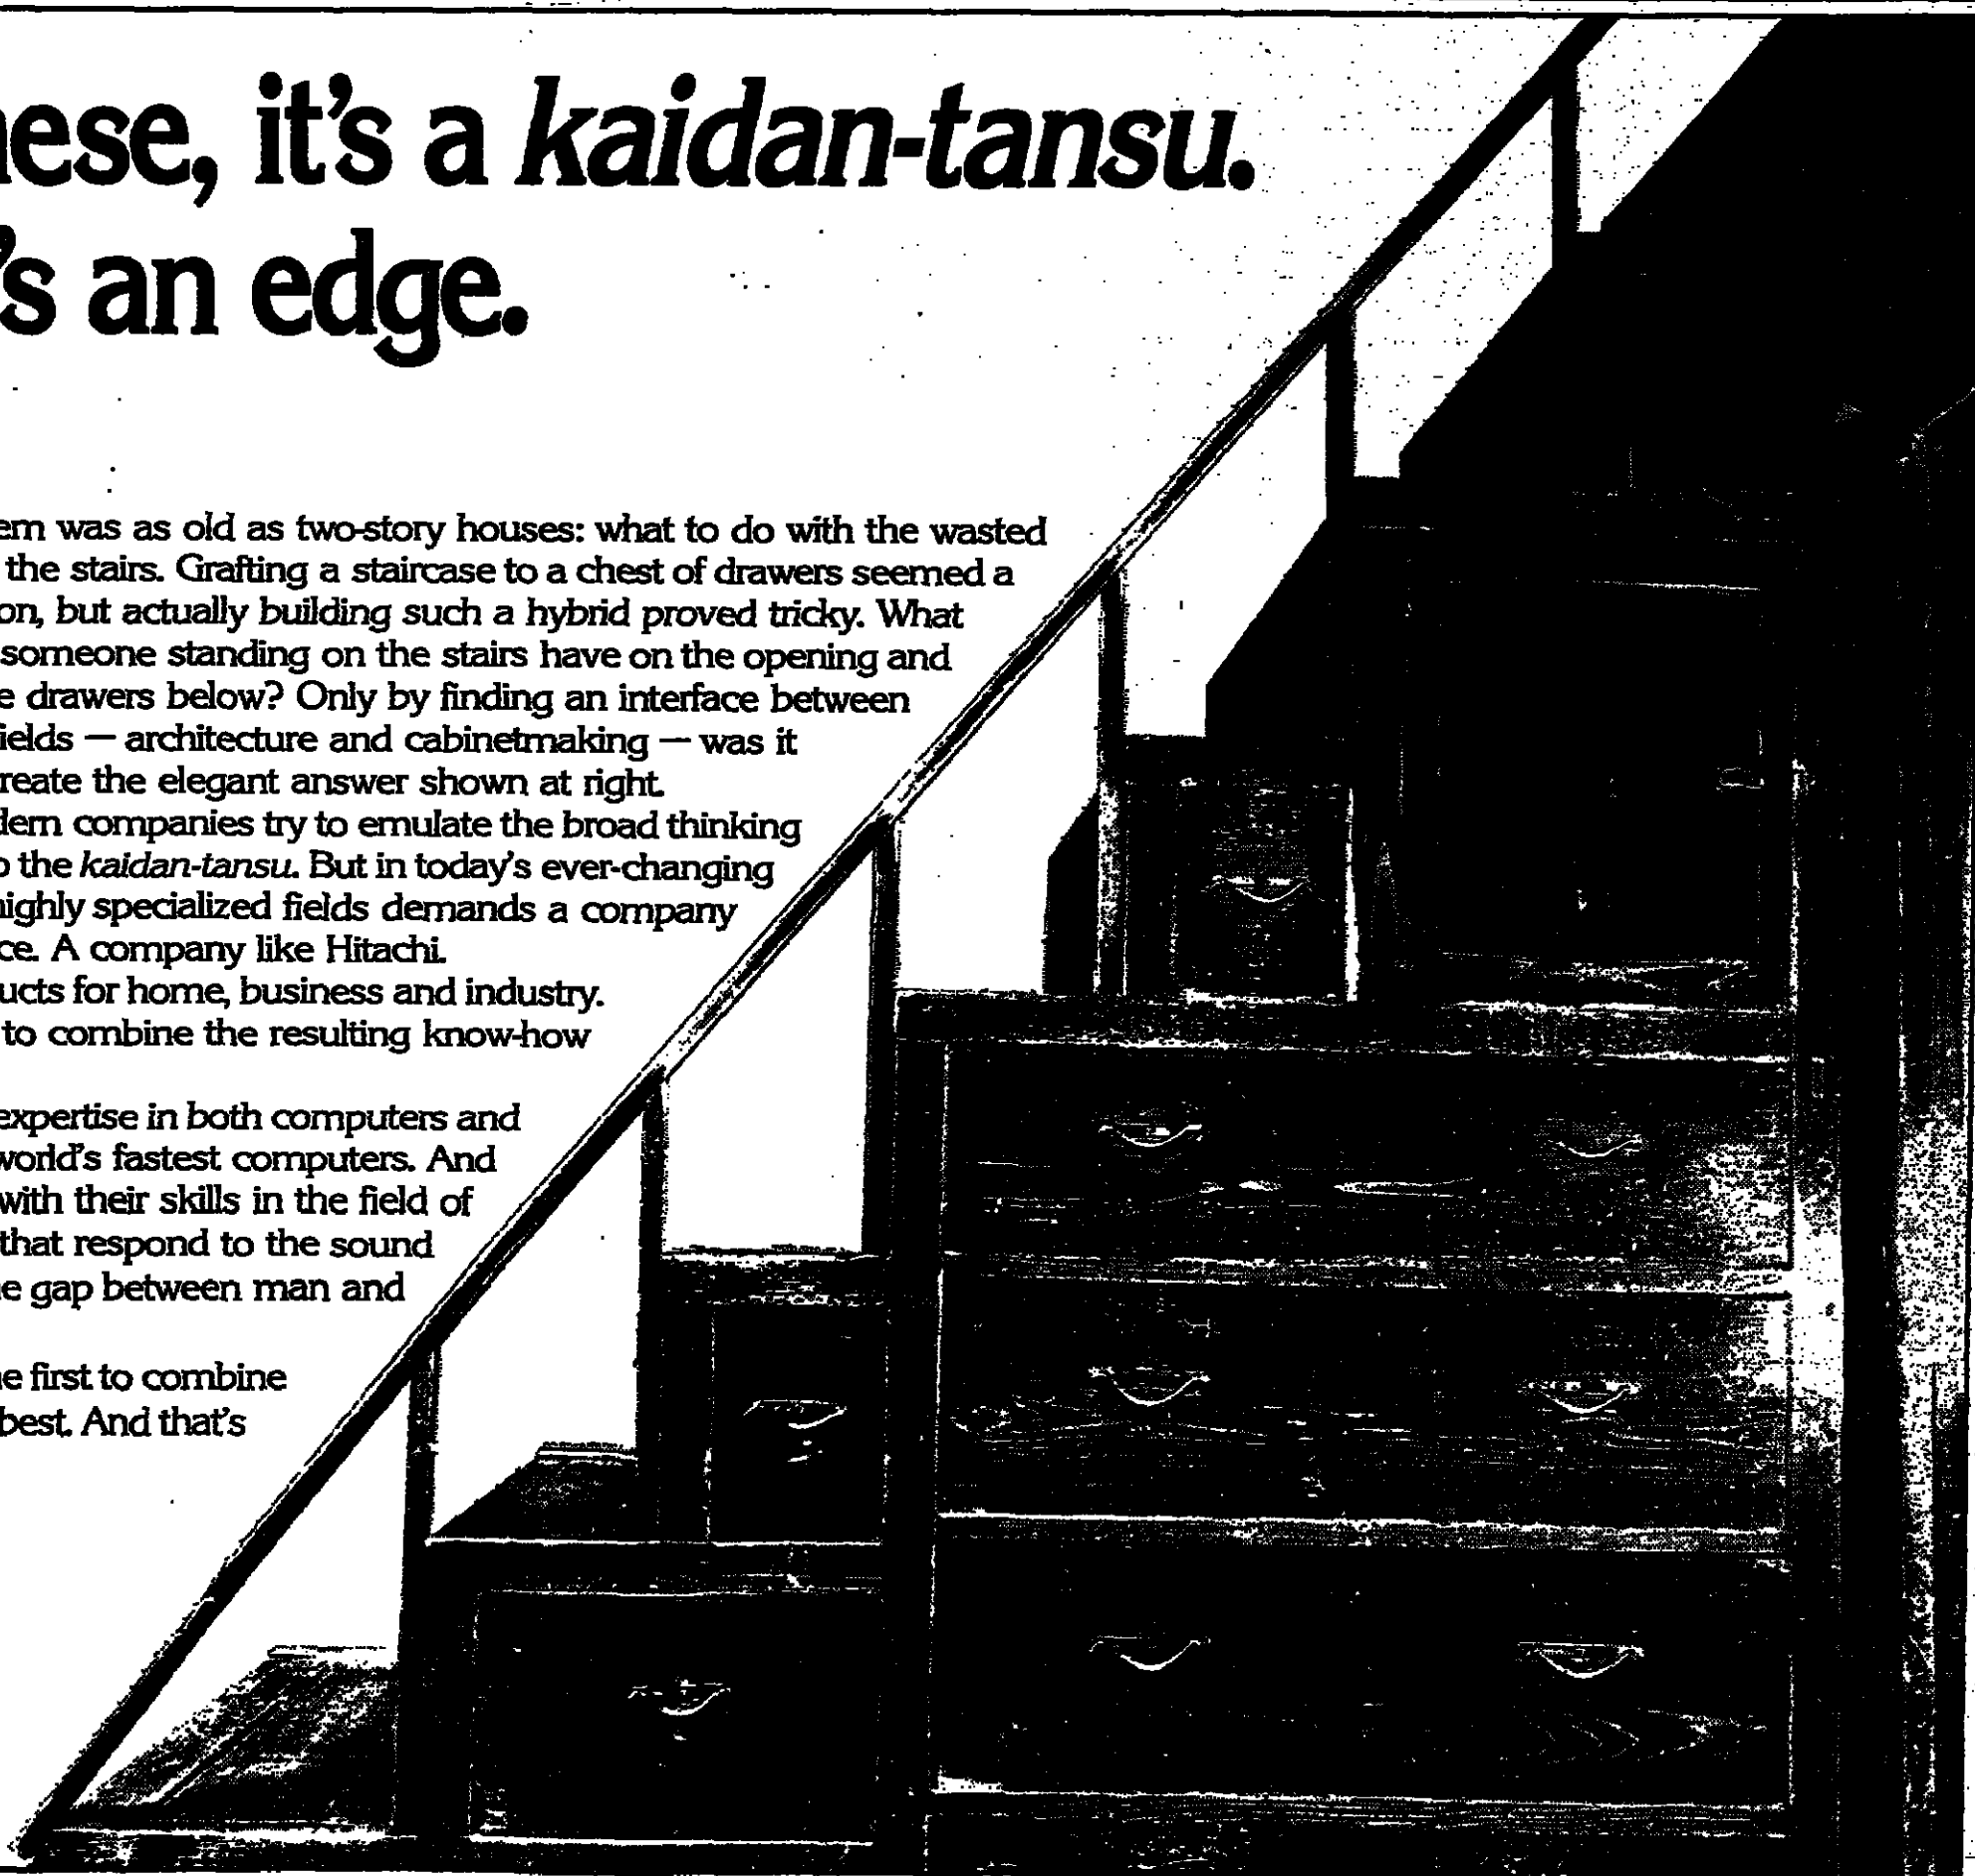 nese, it's a kaidan-tansu.
's an edge.
em was as old as two-story houses: what to do with the wasted
the stairs. Grafting a staircase to a chest of drawers seemed a
on, but actually building such a hybrid proved tricky. What
someone standing on the stairs have on the opening and
e drawers below? Only by finding an interface between
ields — architecture and cabinetmaking — was it
reate the elegant answer shown at right.
dern companies try to emulate the broad thinking
o the kaidan-tansu. But in today's ever-changing
highly specialized fields demands a company
ce. A company like Hitachi.
ucts for home, business and industry.
to combine the resulting know-how
expertise in both computers and
world's fastest computers. And
with their skills in the field of
that respond to the sound
e gap between man and
e first to combine
best. And that's